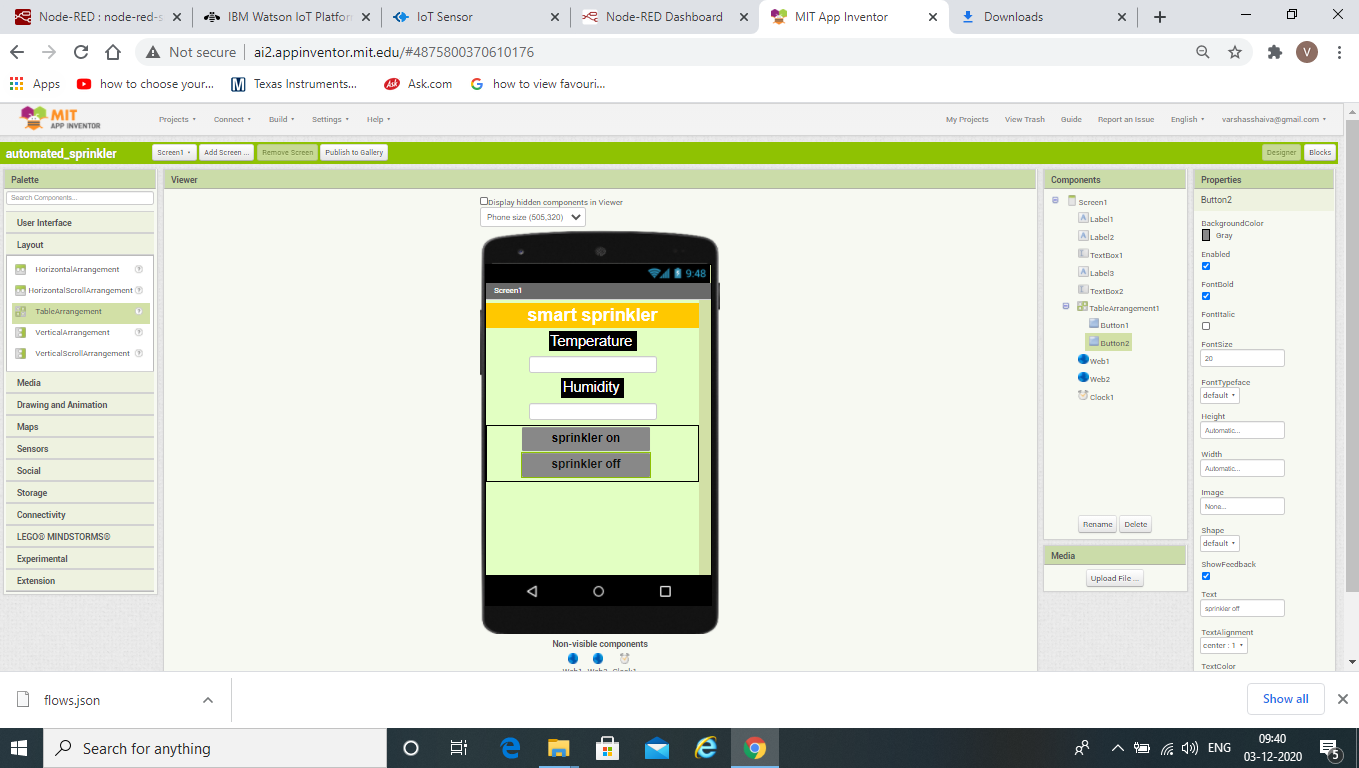 Node-RED : node-red-s
IBM Watson IoT Platfor
IoT Sensor
Node-RED Dashboard
MIT App Inventor
Downloads
Not secure
ai2.appinventor.mit.edu/#4875800370610176
V
Apps
how to choose your...
Texas Instruments...
Ask.com
how to view favouri...
MIT
APP INVENTOR
Projects
Connect
Build
Settings
Help
My Projects
View Trash
Guide
Report an Issue
English
varshasshaiva@gmail.com
automated_sprinkler
Screen1
Add Screen ...
Remove Screen
Publish to Gallery
Designer
Blocks
Palette
Search Components...
User Interface
Layout
HorizontalArrangement
HorizontalScrollArrangement
TableArrangement
VerticalArrangement
VerticalScrollArrangement
Media
Drawing and Animation
Maps
Sensors
Social
Storage
Connectivity
LEGO® MINDSTORMS®
Experimental
Extension
Viewer
Display hidden components in Viewer
Phone size (505,320)
9:48
Screen1
smart sprinkler
Temperature
Humidity
sprinkler on
sprinkler off
Non-visible components
Web1 Web2 Clock1
Components
Screen1
Label1
Label2
TextBox1
Label3
TextBox2
TableArrangement1
Button1
Button2
Web1
Web2
Clock1
Rename
Delete
Media
Upload File ...
Properties
Button2
BackgroundColor
Gray
Enabled
FontBold
FontItalic
FontSize
20
FontTypeface
default
Height
Automatic...
Width
Automatic...
Image
None...
Shape
default
ShowFeedback
Text
sprinkler off
TextAlignment
center : 1
TextColor
flows.json
Show all
Search for anything
ENG
09:40
03-12-2020
5